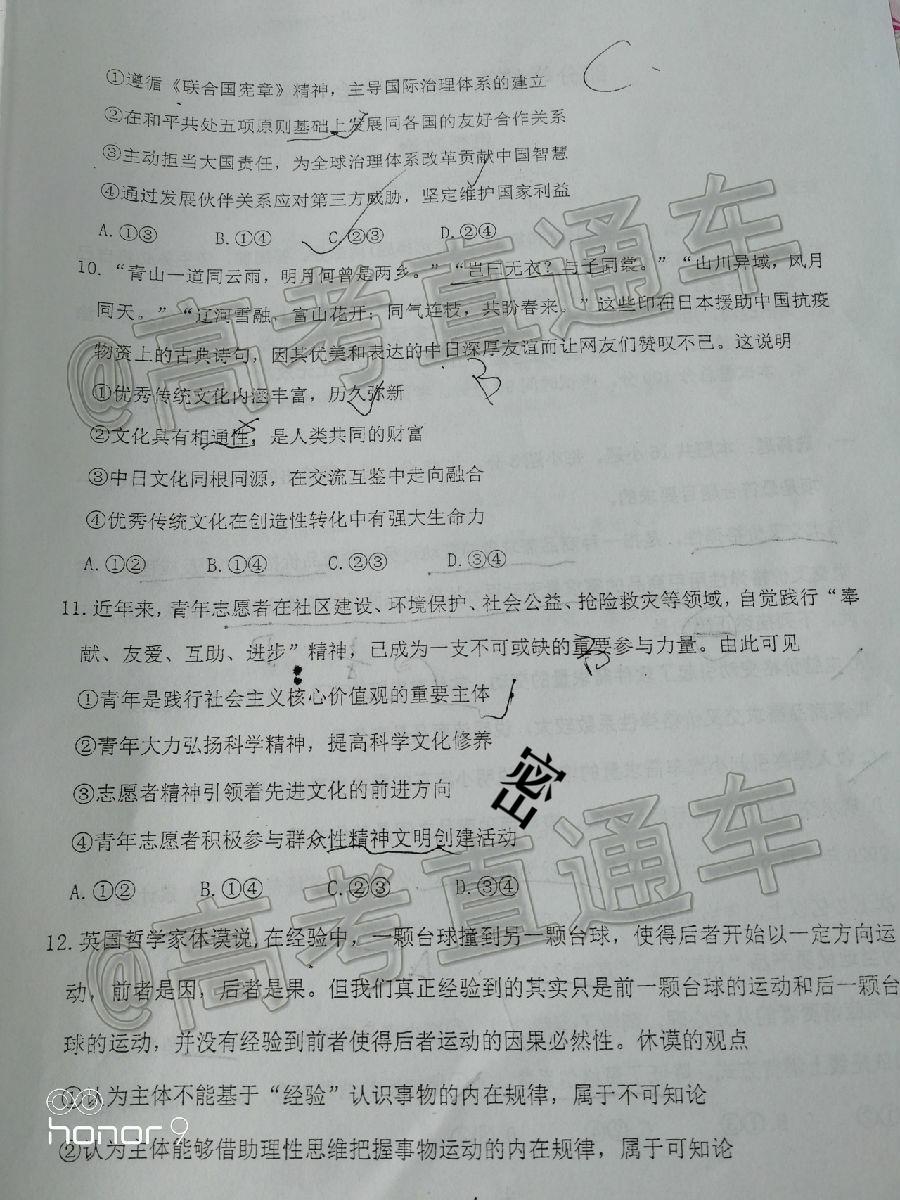 ①遵循《联合国宪章》精神，主导国际治理体系的建立
②在和平共处五项原则基础上发展同各国的友好合作关系
③主动担当大国责任，为全球治理体系改革贡献中国智慧
④通过发展伙伴关系应对第三方威胁，坚定维护国家利益
A.①③ B.①④ C.②③ D.②④
C
10. “青山一道同云雨，明月何曾是两乡。”“岂曰无衣？与子同裳。”“山川异域，风月
同天。”“辽河雪融，富山花开；同气连枝，共盼春来。”这些印在日本援助中国抗疫
物资上的古典诗句，因其优美和表达的中日深厚友谊而让网友们赞叹不已。这说明
①优秀传统文化内涵丰富，历久弥新
B
②文化具有相通性，是人类共同的财富
③中日文化同根同源，在交流互鉴中走向融合
④优秀传统文化在创造性转化中有强大生命力
A.①② B.①④ C.②③ D.③④
11. 近年来，青年志愿者在社区建设、环境保护、社会公益、抢险救灾等领域，自觉践行“奉
献、友爱、互助、进步”精神，已成为一支不可或缺的重要参与力量。由此可见
B
①青年是践行社会主义核心价值观的重要主体
②青年大力弘扬科学精神，提高科学文化修养
③志愿者精神引领着先进文化的前进方向
④青年志愿者积极参与群众性精神文明创建活动
密
A.①② B.①④ C.②③ D.③④
12. 英国哲学家休谟说,在经验中，一颗台球撞到另一颗台球，使得后者开始以一定方向运
动，前者是因，后者是果。但我们真正经验到的其实只是前一颗台球的运动和后一颗台
球的运动，并没有经验到前者使得后者运动的因果必然性。休谟的观点
①认为主体不能基于“经验”认识事物的内在规律，属于不可知论
②认为主体能够借助理性思维把握事物运动的内在规律，属于可知论
@高考直通车
@高考直通车
honor 9